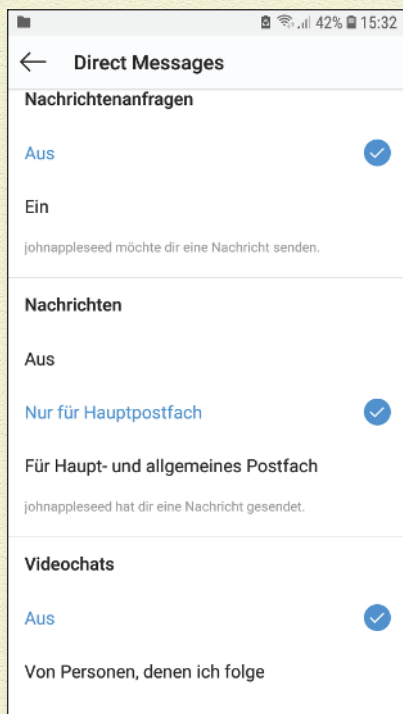 42% 15:32
Direct Messages
Nachrichtenanfragen
Aus
Ein
johnappleseed möchte dir eine Nachricht senden.
Nachrichten
Aus
Nur für Hauptpostfach
Für Haupt- und allgemeines Postfach
johnappleseed hat dir eine Nachricht gesendet.
Videochats
Aus
Von Personen, denen ich folge